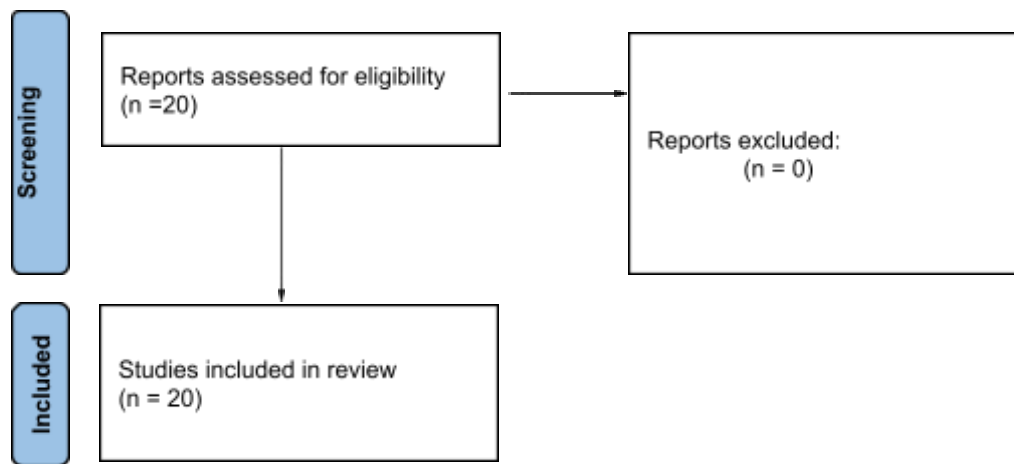 Screening
Reports assessed for eligibility
(n =20)
Reports excluded:
(n = 0)
Included
Studies included in review
(n = 20)